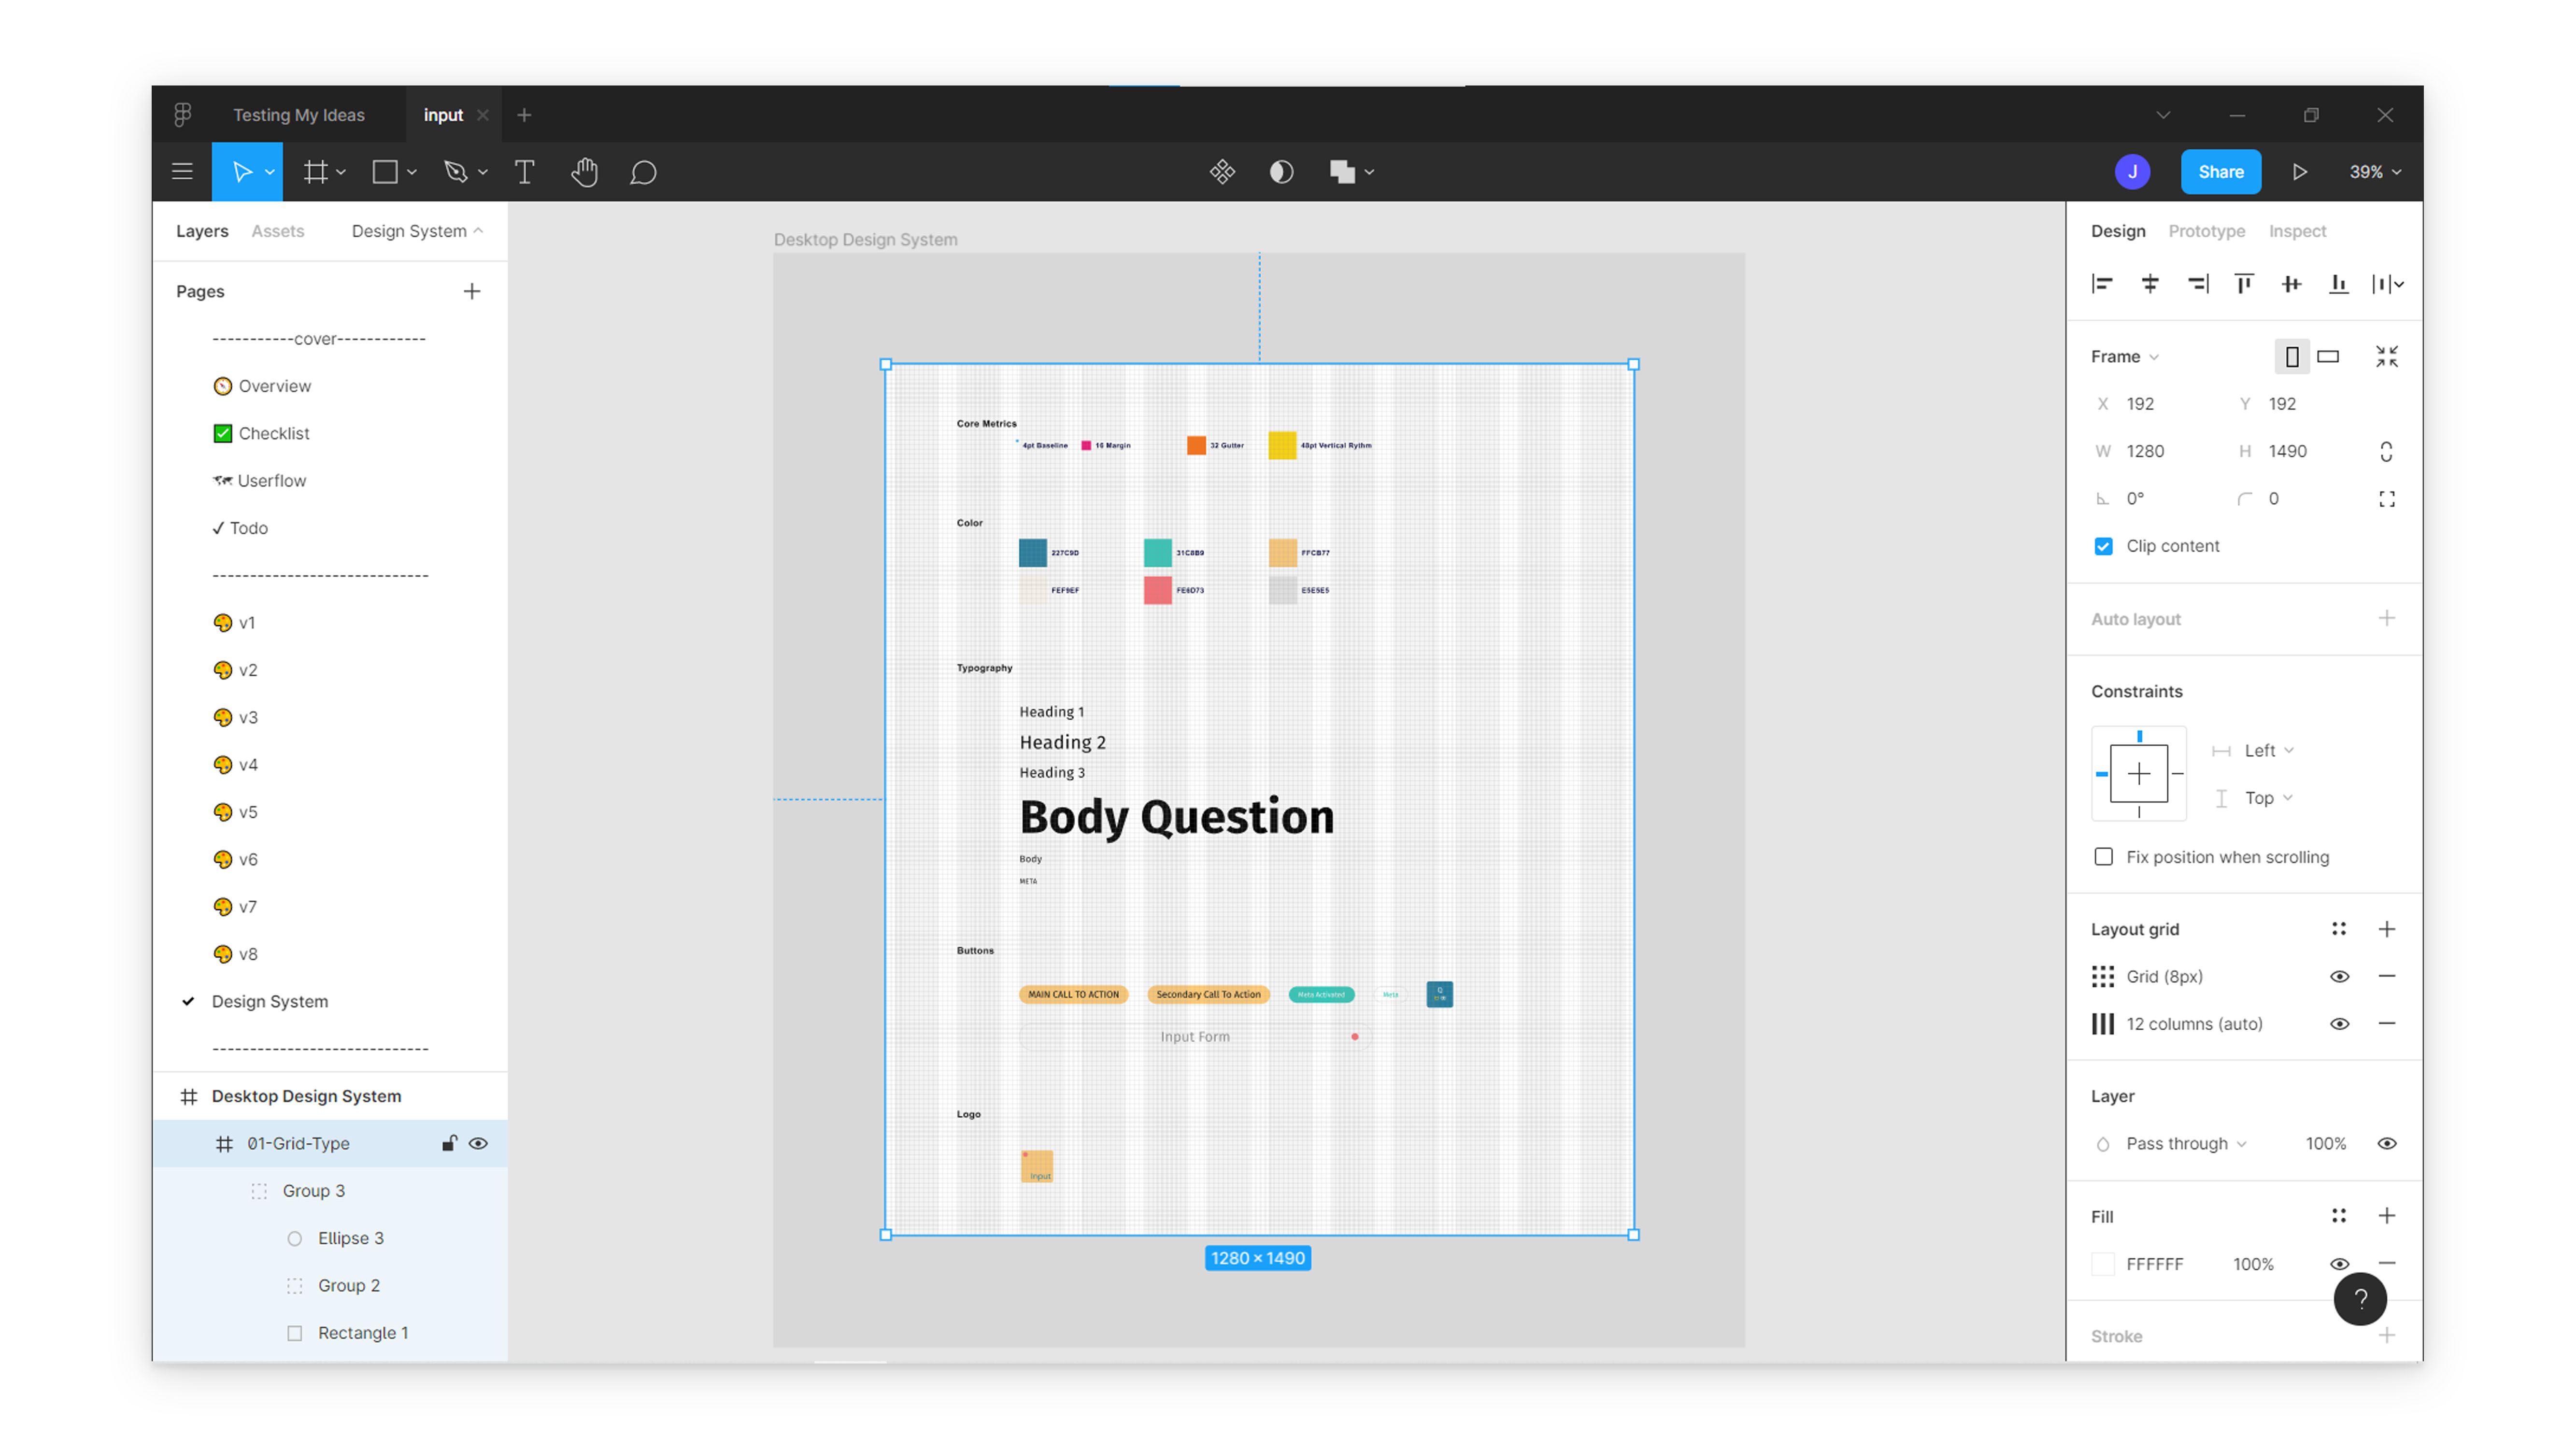 Testing My Ideas
input
J
Share
39%
Layers
Assets
Design System
Pages
-----------cover------------
Overview
Checklist
Userflow
✓ Todo
-----------------------------
v1
v2
v3
v4
v5
v6
v7
v8
Design System
-----------------------------
Desktop Design System
01-Grid-Type
Group 3
Ellipse 3
Group 2
Rectangle 1
Desktop Design System
Core Metrics
4pt Baseline
16 Margin
32 Gutter
48pt Vertical Rythm
Color
227C9D
31C8B9
FFCB77
FEF9EF
FE6D73
E5E5E5
Typography
Heading 1
Heading 2
Heading 3
Body Question
Body
META
Buttons
MAIN CALL TO ACTION
Secondary Call To Action
Meta Activated
Meta
Q
Input Form
Logo
input
1280 × 1490
Design
Prototype
Inspect
Frame
X 192
Y 192
W 1280
H 1490
0°
0
Clip content
Auto layout
Constraints
Left
Top
Fix position when scrolling
Layout grid
Grid (8px)
12 columns (auto)
Layer
Pass through
100%
Fill
FFFFFF
100%
?
Stroke